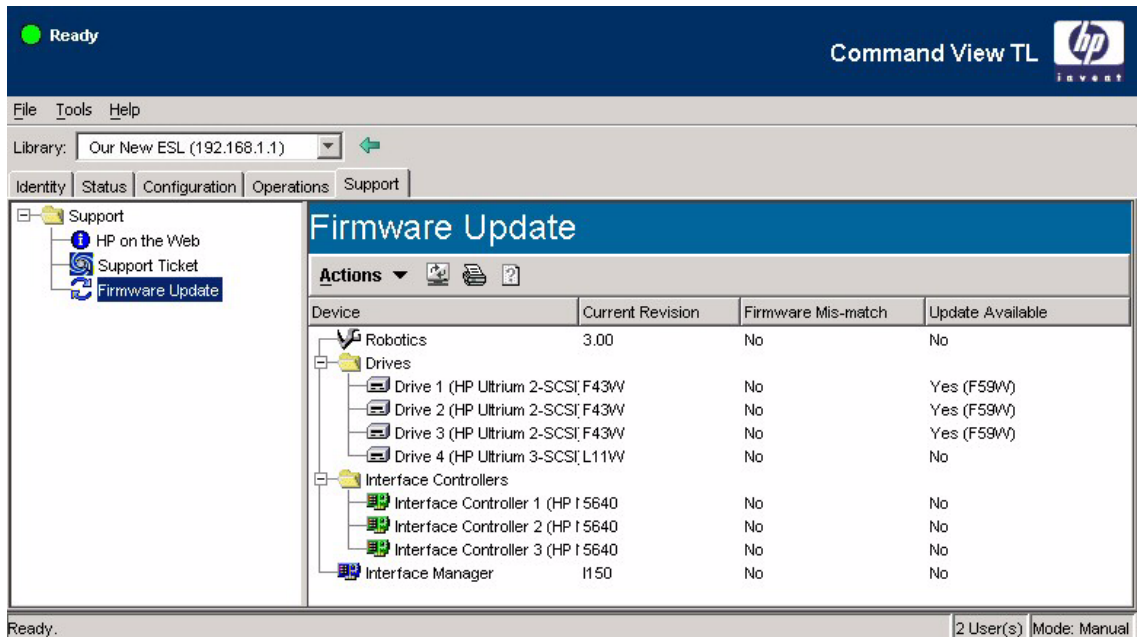 Ready
Command View TL
hp
invent
File Tools Help
Library: Our New ESL (192.168.1.1)
Identity Status Configuration Operations Support
Support
HP on the Web
Support Ticket
Firmware Update
Firmware Update
Actions
Device Current Revision Firmware Mis-match Update Available
Robotics 3.00 No No
Drives
Drive 1 (HP Ultrium 2-SCSI F43W No Yes (F59W)
Drive 2 (HP Ultrium 2-SCSI F43W No Yes (F59W)
Drive 3 (HP Ultrium 2-SCSI F43W No Yes (F59W)
Drive 4 (HP Ultrium 3-SCSI L11W No No
Interface Controllers
Interface Controller 1 (HP 5640 No No
Interface Controller 2 (HP 5640 No No
Interface Controller 3 (HP 5640 No No
Interface Manager I150 No No
Ready. 2 User(s) Mode: Manual